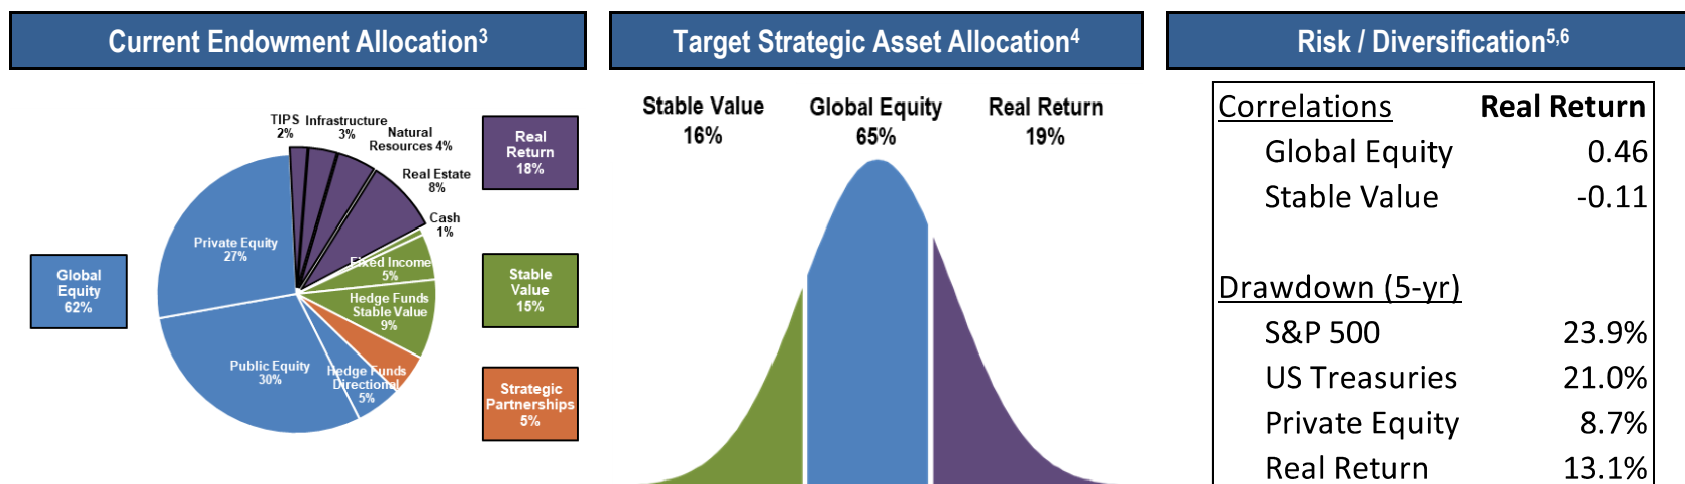 Current Endowment Allocation³
TIPS
2%
Infrastructure
3%
Natural
Resources 4%
Real Estate
8%
Cash
1%
Private Equity
27%
Fixed Income
5%
Hedge Funds
Stable Value
9%
Public Equity
30%
Hedge Funds
Directional
5%
Global
Equity
62%
Real
Return
18%
Stable
Value
15%
Strategic
Partnerships
5%
Target Strategic Asset Allocation⁴
Stable Value
16%
Global Equity
65%
Real Return
19%
Risk / Diversification⁵,⁶
Correlations Real Return
Global Equity 0.46
Stable Value -0.11
Drawdown (5-yr)
S&P 500 23.9%
US Treasuries 21.0%
Private Equity 8.7%
Real Return 13.1%